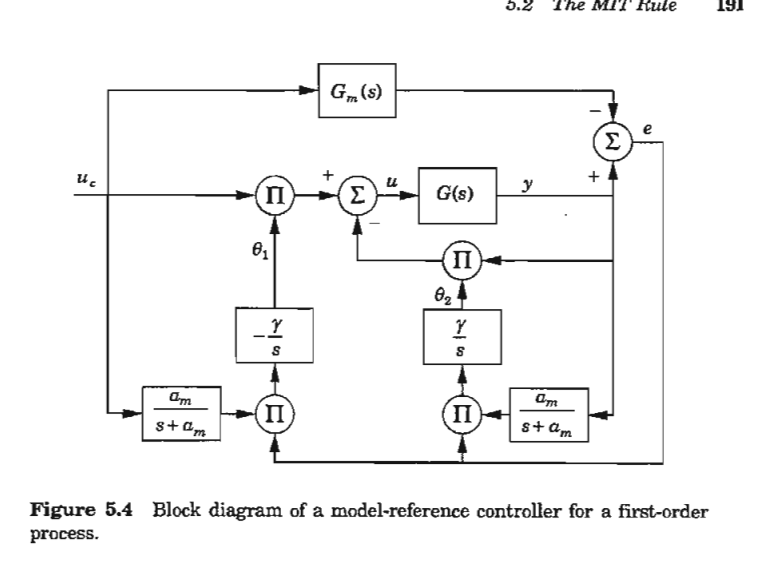 5.2 The MIT Rule 191
G_m(s)
−
Σ
e
u_c
Π
+
Σ
u
G(s)
y
+
−
θ_1
Π
θ_2
−γ/s
γ/s
a_m/(s + a_m)
Π
Π
a_m/(s + a_m)
Figure 5.4 Block diagram of a model-reference controller for a first-order
process.